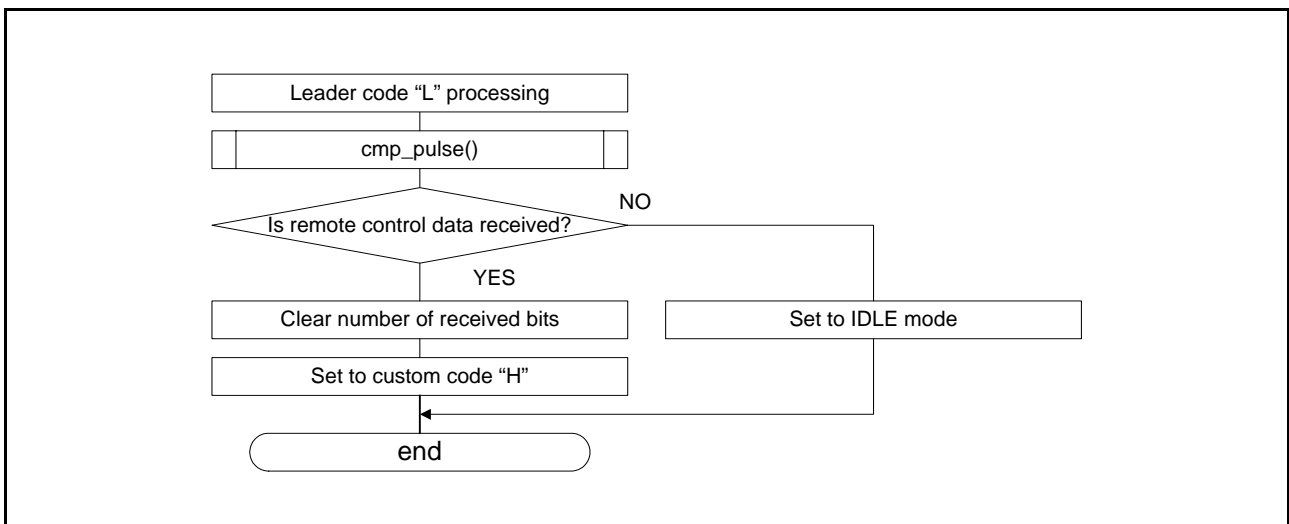 Leader code “L” processing
cmp_pulse()
Is remote control data received?
NO
YES
Clear number of received bits
Set to IDLE mode
Set to custom code “H”
end